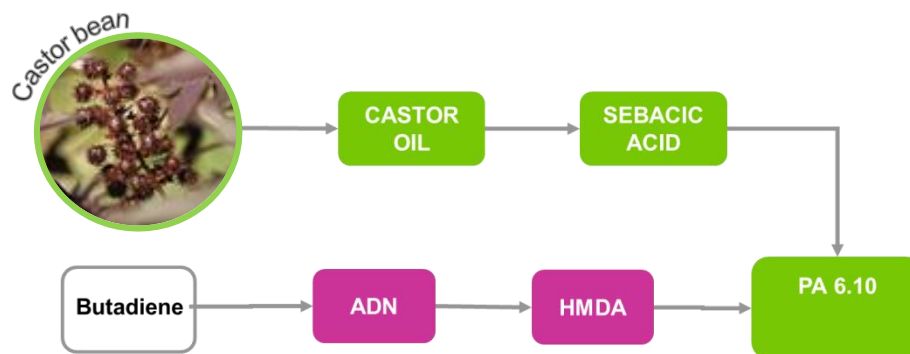 Castor bean
CASTOR
OIL
SEBACIC
ACID
Butadiene
ADN
HMDA
PA 6.10